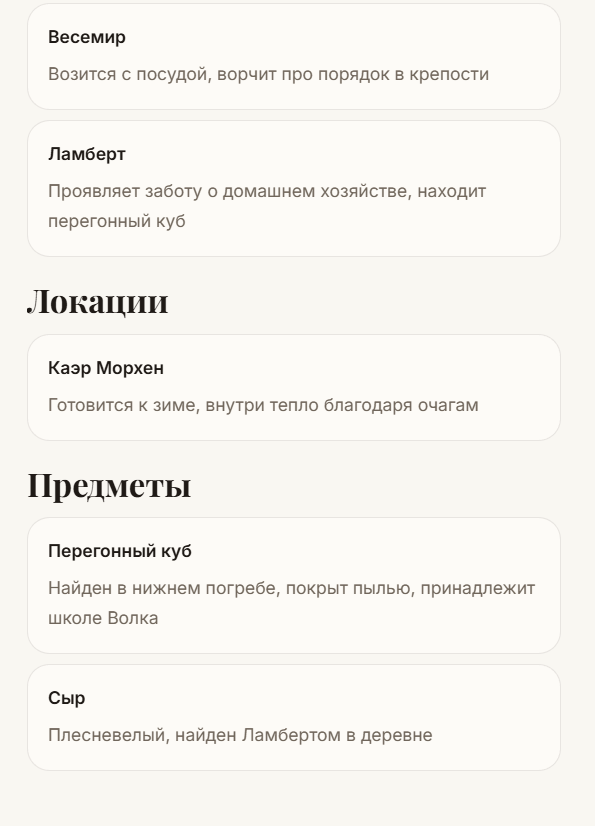 Весемир
Возится с посудой, ворчит про порядок в крепости
Ламберт
Проявляет заботу о домашнем хозяйстве, находит
перегонный куб
Локации
Каэр Морхен
Готовится к зиме, внутри тепло благодаря очагам
Предметы
Перегонный куб
Найден в нижнем погребе, покрыт пылью, принадлежит
школе Волка
Сыр
Плесневелый, найден Ламбертом в деревне